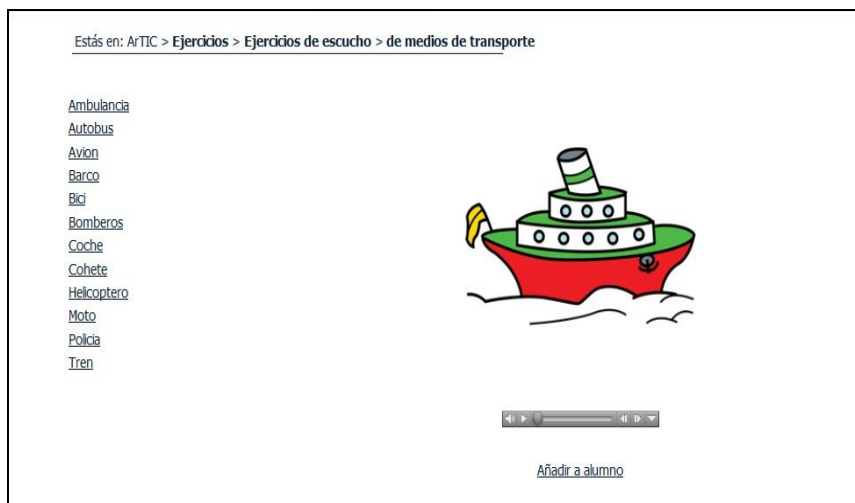 Estás en: ArTIC > Ejercicios > Ejercicios de escucho > de medios de transporte
Ambulancia
Autobus
Avion
Barco
Bici
Bomberos
Coche
Cohete
Helicoptero
Moto
Policia
Tren
Añadir a alumno